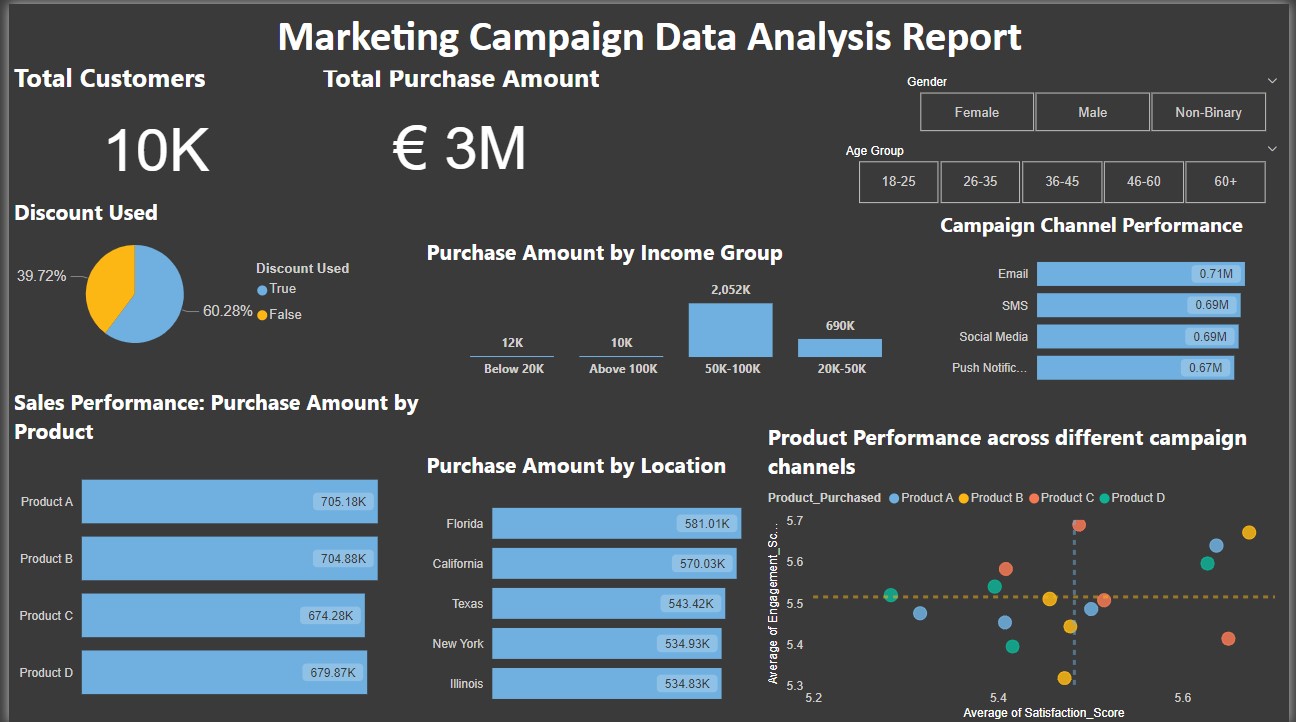 Marketing Campaign Data Analysis Report
Total Customers
Total Purchase Amount
10K
€ 3M
Gender
Female
Male
Non-Binary
Age Group
18-25
26-35
36-45
46-60
60+
Discount Used
39.72%
60.28%
Discount Used
True
False
Purchase Amount by Income Group
12K
10K
2,052K
690K
Below 20K
Above 100K
50K-100K
20K-50K
Campaign Channel Performance
Email
0.71M
SMS
0.69M
Social Media
0.69M
Push Notific...
0.67M
Sales Performance: Purchase Amount by
Product
Product A
705.18K
Product B
704.88K
Product C
674.28K
Product D
679.87K
Purchase Amount by Location
Florida
581.01K
California
570.03K
Texas
543.42K
New York
534.93K
Illinois
534.83K
Product Performance across different campaign
channels
Product_Purchased
Product A
Product B
Product C
Product D
Average of Engagement_Sc...
5.7
5.6
5.5
5.4
5.3
5.2
5.4
5.6
Average of Satisfaction_Score